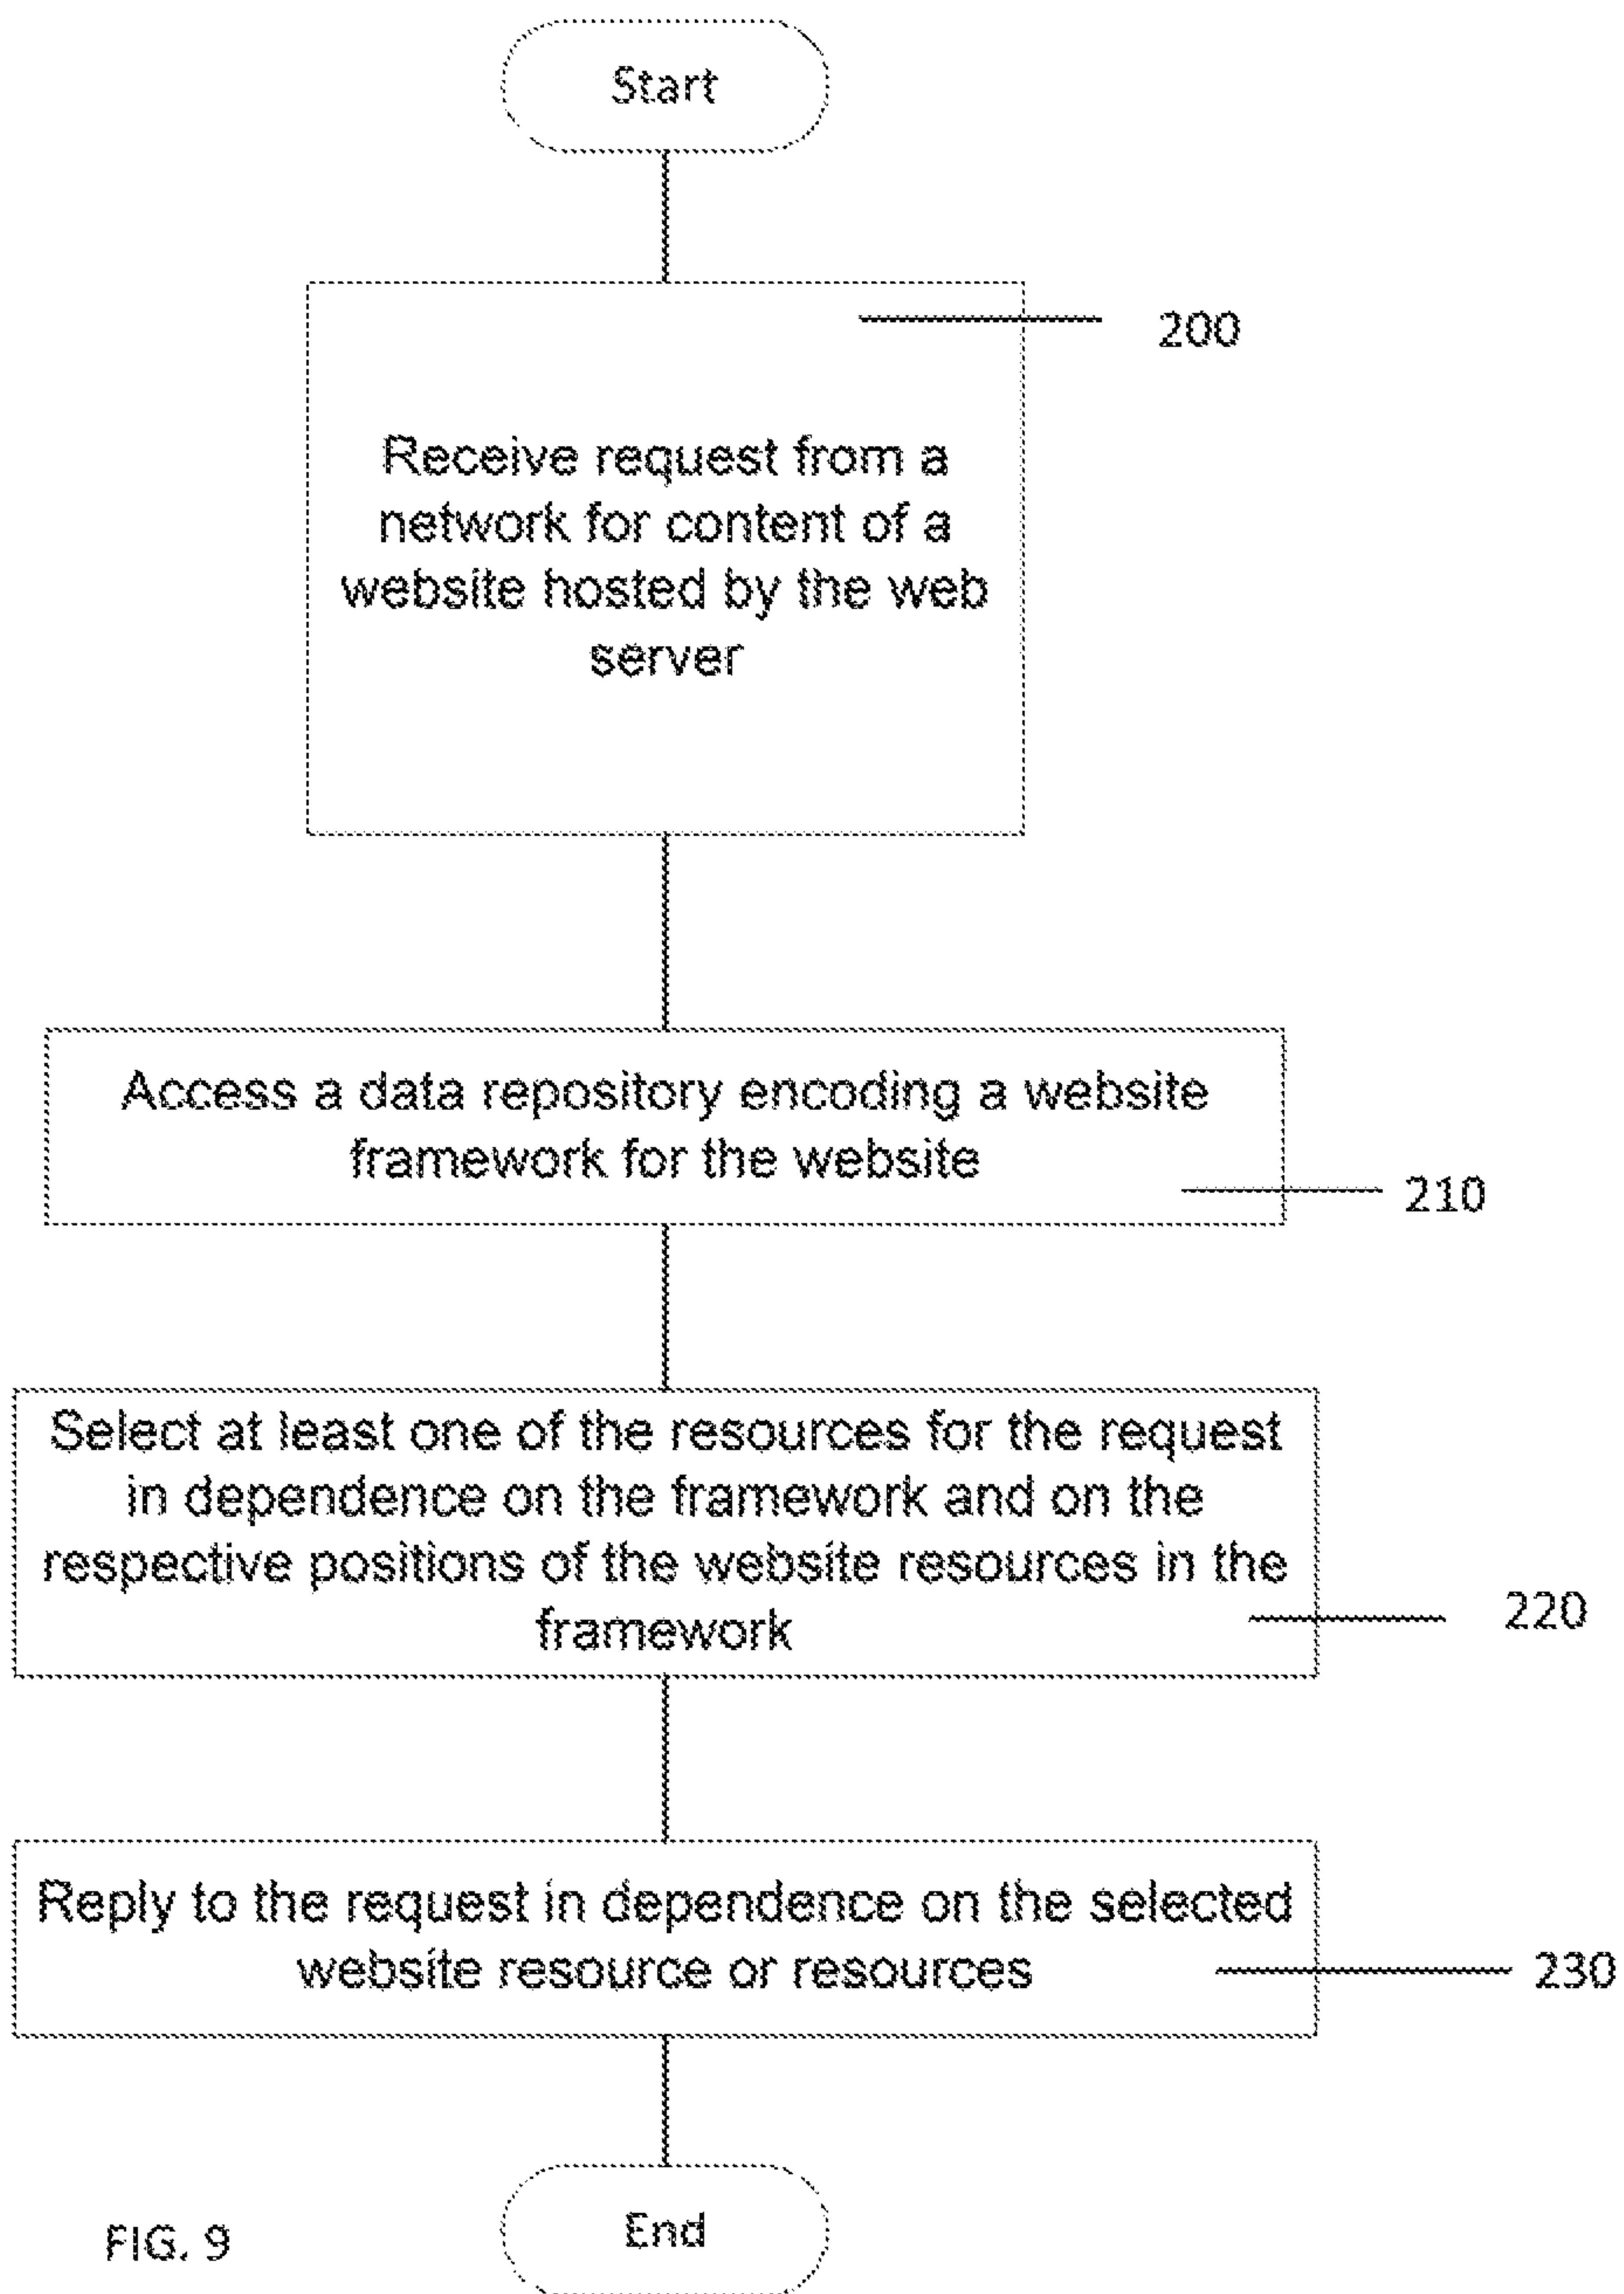 Start
200
Receive request from a
network for content of a
website hosted by the web
server
Access a data repository encoding a website
framework for the website
210
Select at least one of the resources for the request
in dependence on the framework and on the
respective positions of the website resources in the
framework
220
Reply to the request in dependence on the selected
website resource or resources
230
End
FIG. 9